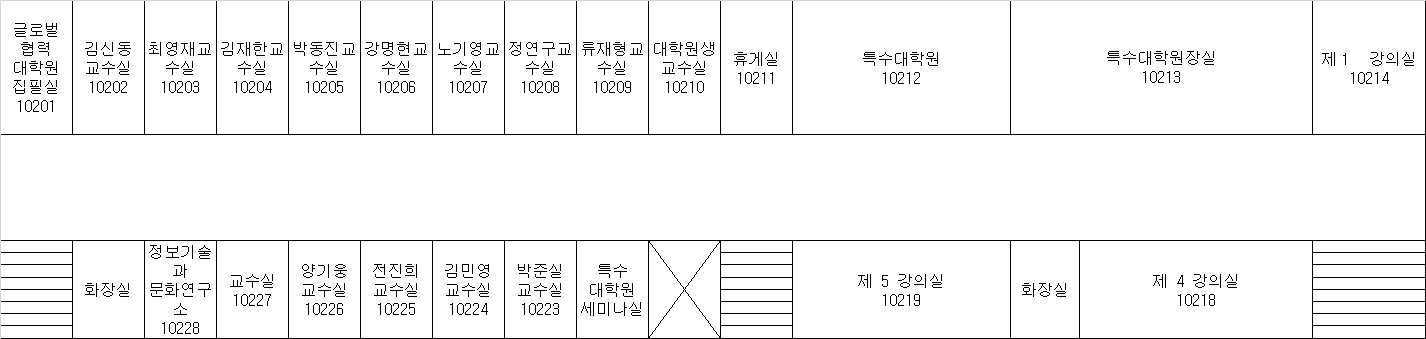 글로벌
협력
대학원
집필실
10201
김신동
교수실
10202
최영재교
수실
10203
김재한교
수실
10204
박동진교
수실
10205
강명현교
수실
10206
노기영교
수실
10207
정연구교
수실
10208
류재형교
수실
10209
대학원생
교수실
10210
휴게실
10211
특수대학원
10212
특수대학원장실
10213
제 1 강의실
10214
화장실
정보기술
과
문화연구
소
10228
교수실
10227
양기웅
교수실
10226
전진희
교수실
10225
김민영
교수실
10224
박준실
교수실
10223
특수
대학원
세미나실
제 5 강의실
10219
화장실
제 4 강의실
10218